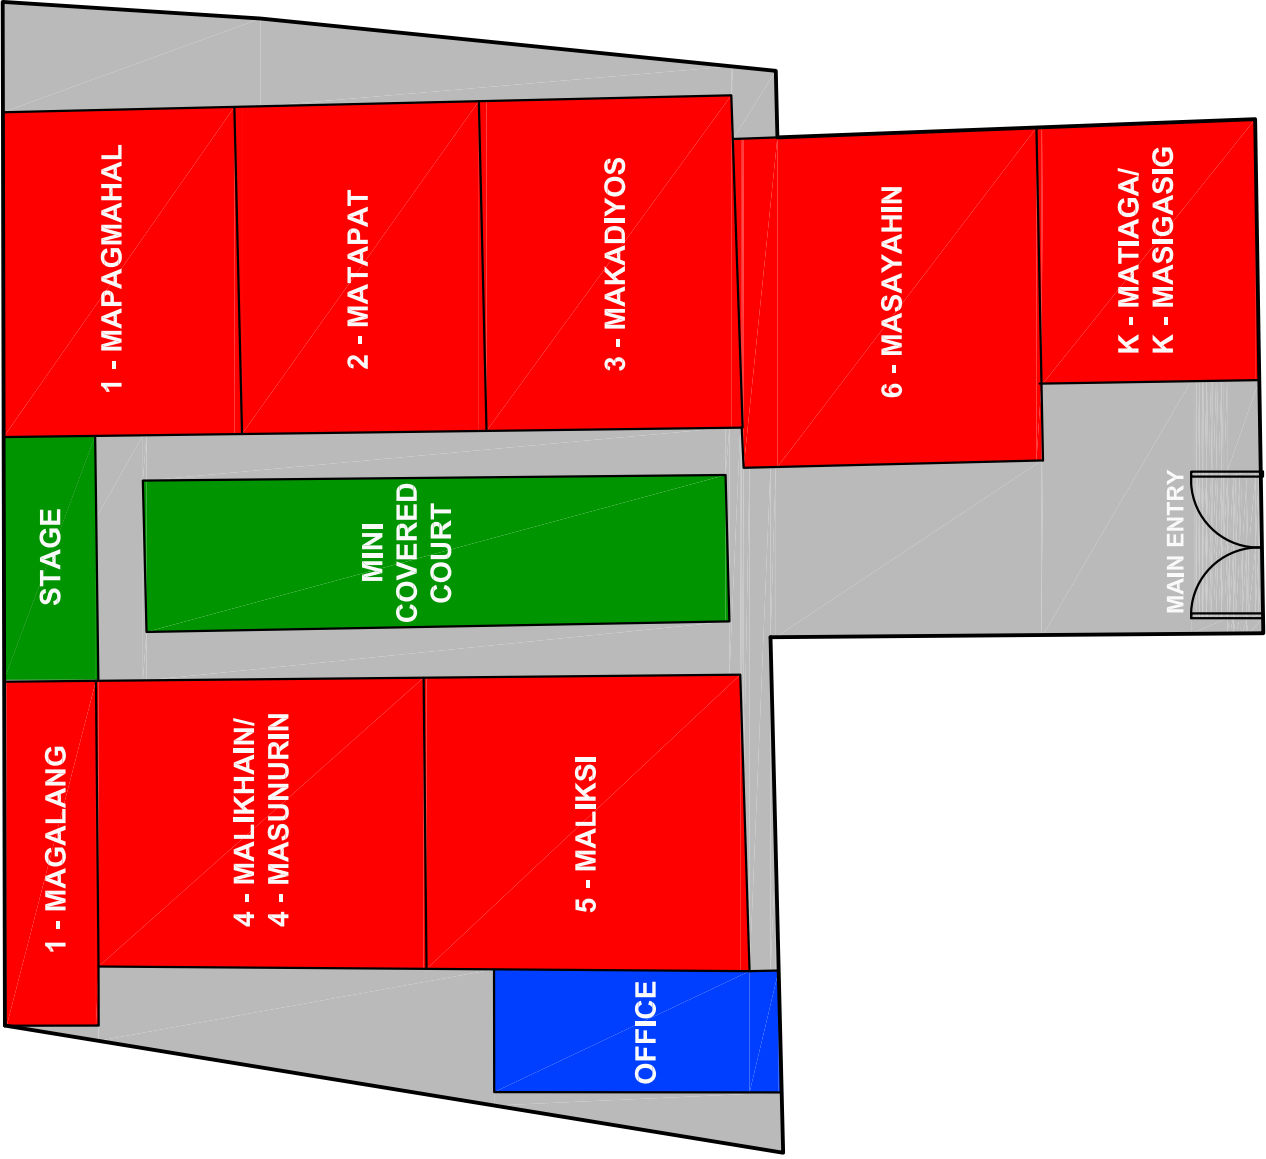 1 - MAPAGMAHAL
2 - MATAPAT
3 - MAKADIYOS
6 - MASAYAHIN
K - MATIAGA/
K - MASIGASIG
STAGE
MINI
COVERED
COURT
MAIN ENTRY
1 - MAGALANG
4 - MALIKHAIN/
4 - MASUNURIN
5 - MALIKSI
OFFICE